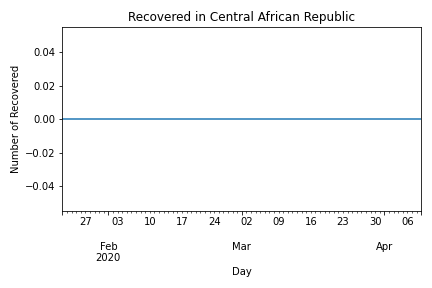 Recovered in Central African Republic
Number of Recovered
0.04
0.02
0.00
−0.02
−0.04
27 03 10 17 24 02 09 16 23 30 06
Feb Mar Apr
2020
Day